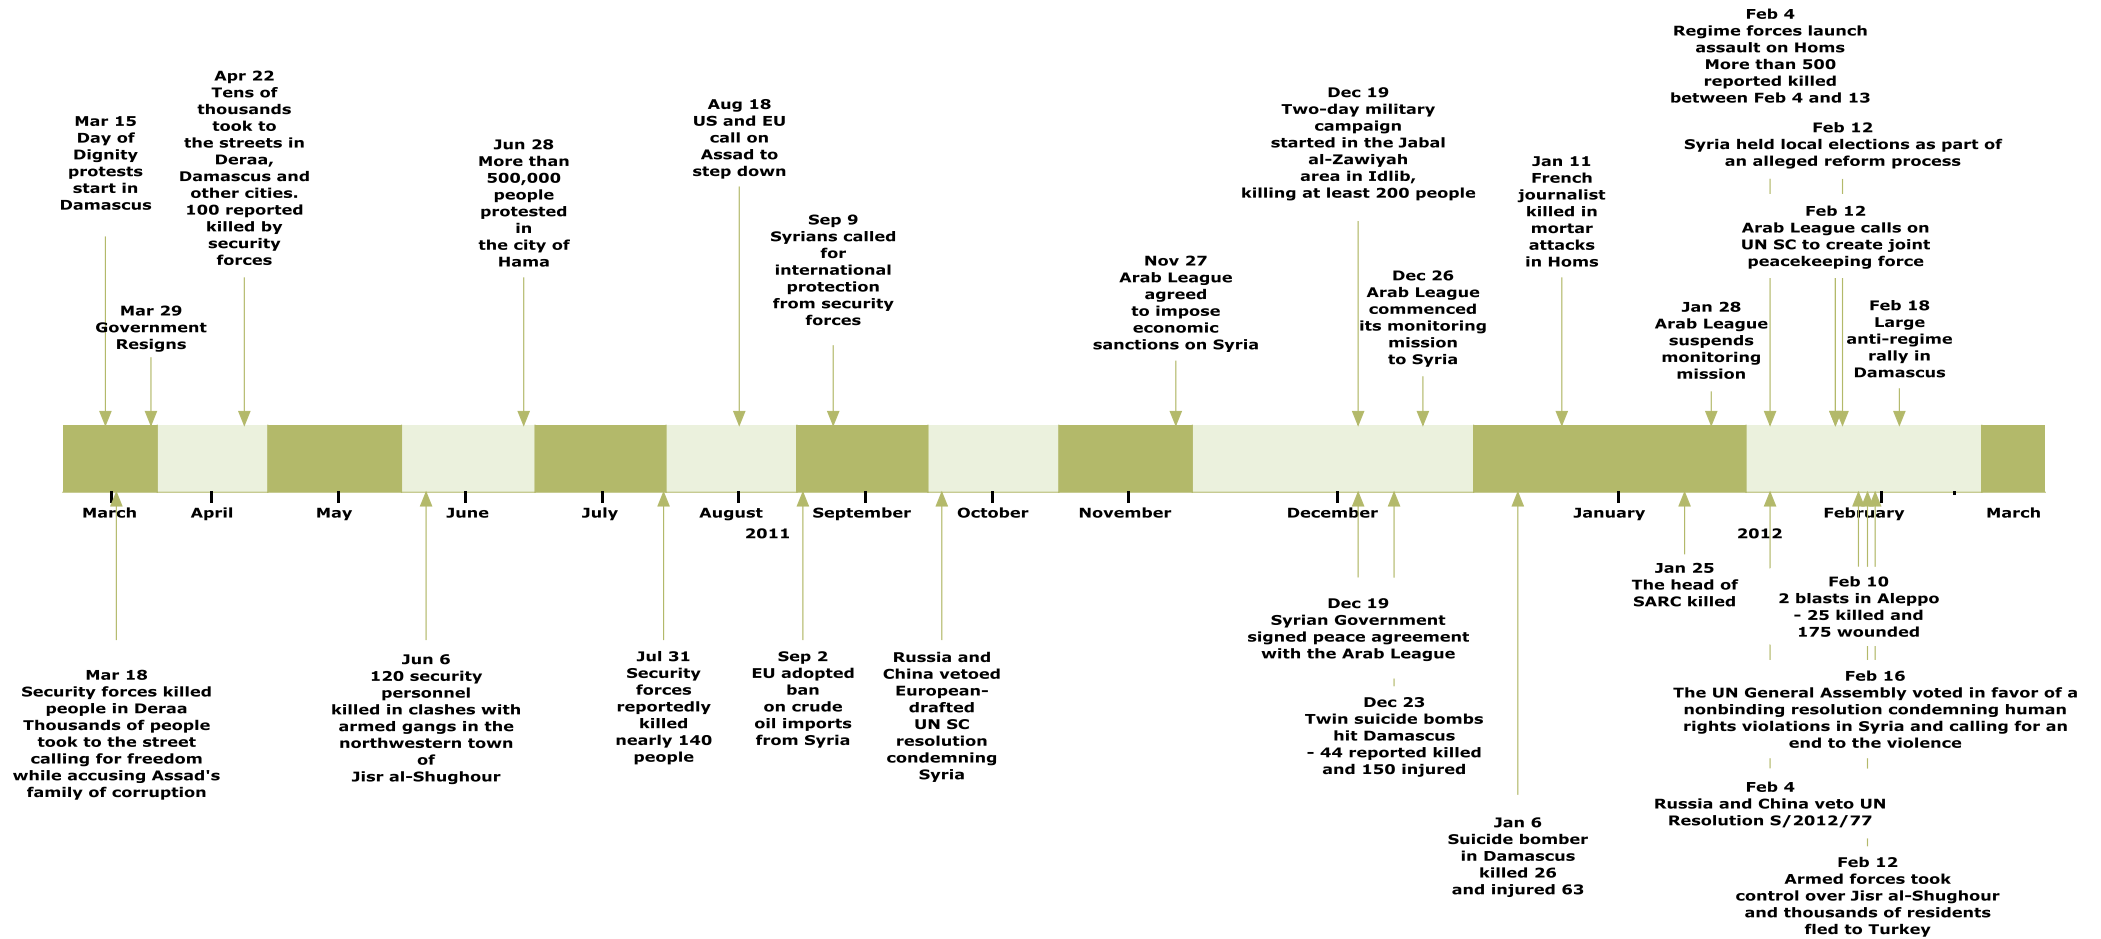 Mar 15
Day of
Dignity
protests
start in
Damascus
Mar 29
Government
Resigns
Apr 22
Tens of
thousands
took to
the streets in
Deraa,
Damascus and
other cities.
100 reported
killed by
security
forces
Jun 28
More than
500,000
people
protested
in
the city of
Hama
Aug 18
US and EU
call on
Assad to
step down
Sep 9
Syrians called
for
international
protection
from security
forces
Nov 27
Arab League
agreed
to impose
economic
sanctions on Syria
Dec 19
Two-day military
campaign
started in the Jabal
al-Zawiyah
area in Idlib,
killing at least 200 people
Dec 26
Arab League
commenced
its monitoring
mission
to Syria
Jan 11
French
journalist
killed in
mortar
attacks
in Homs
Jan 28
Arab League
suspends
monitoring
mission
Feb 4
Regime forces launch
assault on Homs
More than 500
reported killed
between Feb 4 and 13
Feb 12
Syria held local elections as part of
an alleged reform process
Feb 12
Arab League calls on
UN SC to create joint
peacekeeping force
Feb 18
Large
anti-regime
rally in
Damascus
March
April
May
June
July
August
September
October
November
December
January
February
March
2011
2012
Mar 18
Security forces killed
people in Deraa
Thousands of people
took to the street
calling for freedom
while accusing Assad's
family of corruption
Jun 6
120 security
personnel
killed in clashes with
armed gangs in the
northwestern town
of
Jisr al-Shughour
Jul 31
Security
forces
reportedly
killed
nearly 140
people
Sep 2
EU adopted
ban
on crude
oil imports
from Syria
Russia and
China vetoed
European-
drafted
UN SC
resolution
condemning
Syria
Dec 19
Syrian Government
signed peace agreement
with the Arab League
Dec 23
Twin suicide bombs
hit Damascus
- 44 reported killed
and 150 injured
Jan 6
Suicide bomber
in Damascus
killed 26
and injured 63
Jan 25
The head of
SARC killed
Feb 10
2 blasts in Aleppo
- 25 killed and
175 wounded
Feb 16
The UN General Assembly voted in favor of a
nonbinding resolution condemning human
rights violations in Syria and calling for an
end to the violence
Feb 4
Russia and China veto UN
Resolution S/2012/77
Feb 12
Armed forces took
control over Jisr al-Shughour
and thousands of residents
fled to Turkey